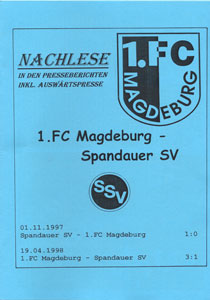 NACHLESE
IN DEN PRESSEBERICHTEN
INKL. AUSWÄRTSPRESSE
1.FC
MAGDEBURG
1.FC Magdeburg -
Spandauer SV
SSV
01.11.1997
Spandauer SV - 1.FC Magdeburg 1:0
19.04.1998
1.FC Magdeburg - Spandauer SV 3:1